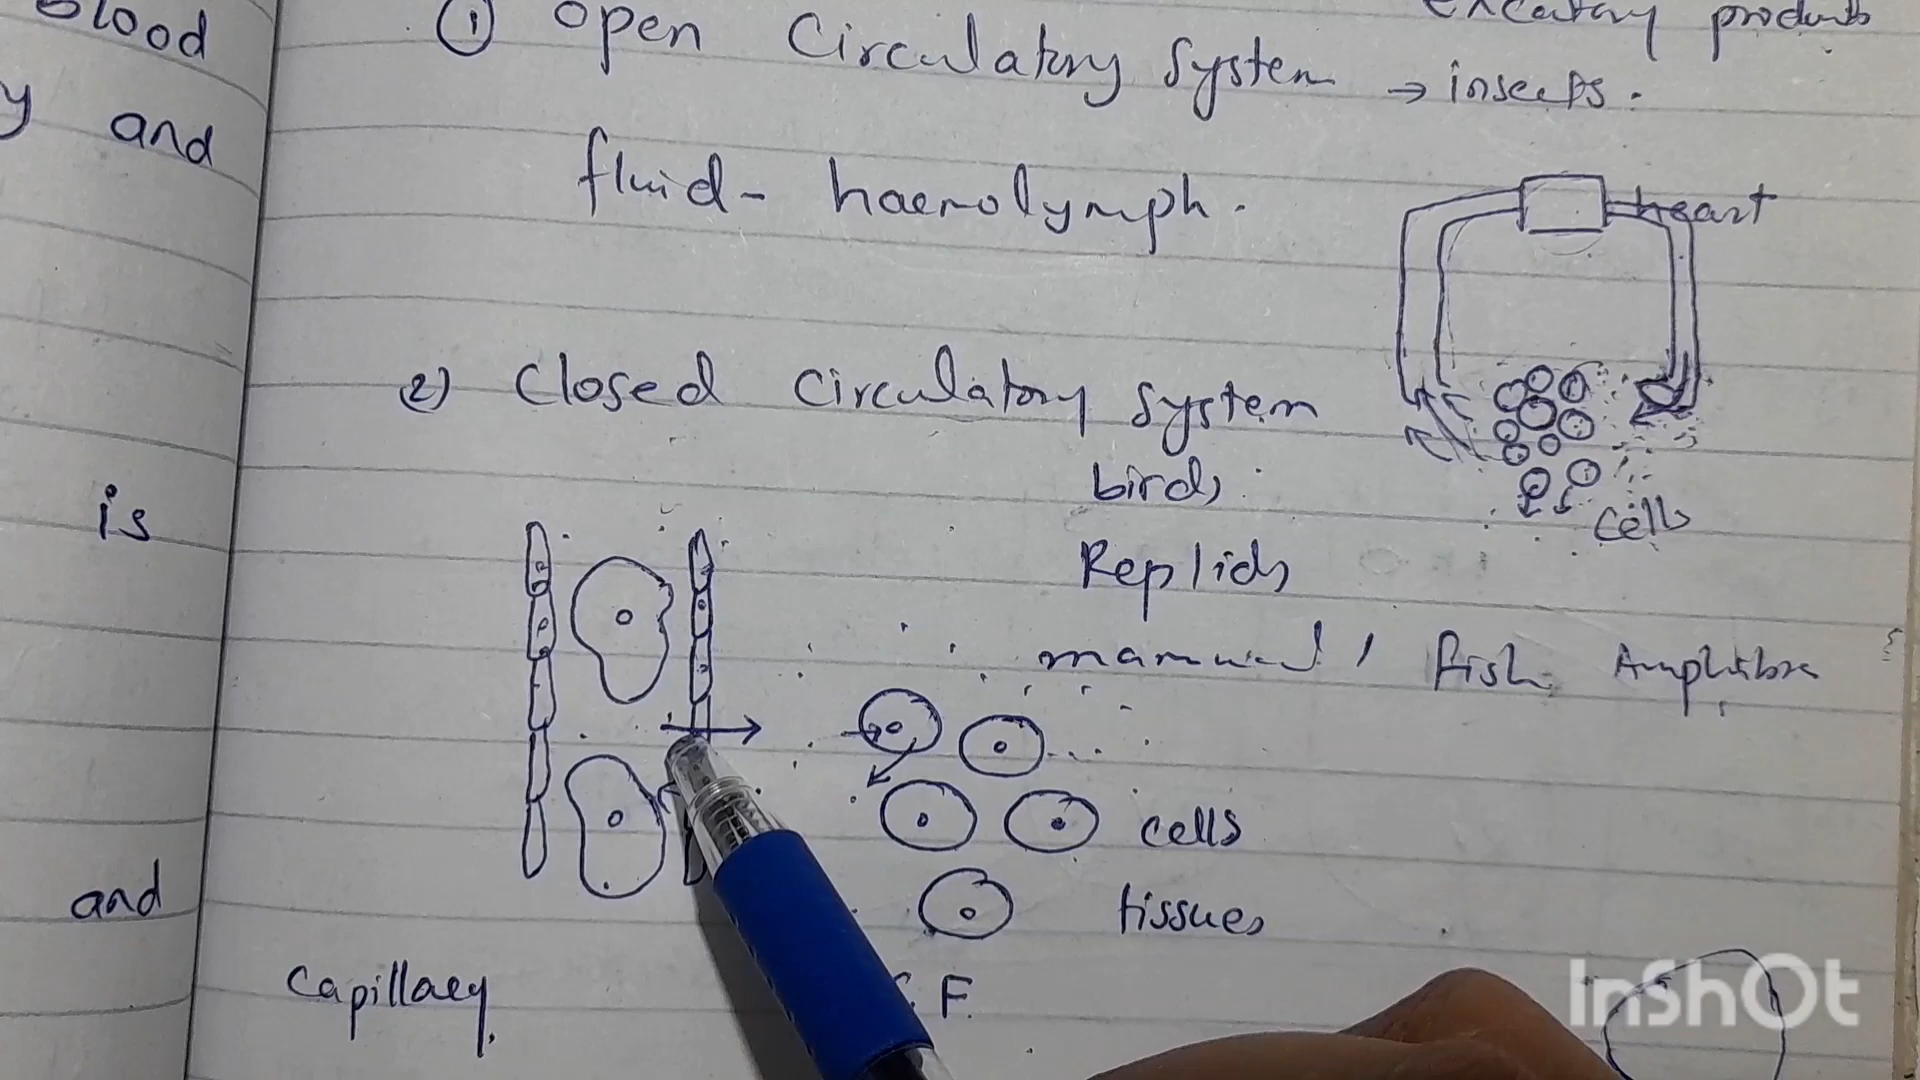 blood
y and
is
and
excretory products
① open Circulatory System → insects.
fluid - haemolymph.
heart
cells
2) Closed Circulatory System
birds
Replids
mammal, fish, Amphibia
cells
tissues
Capillary
F
InShOt